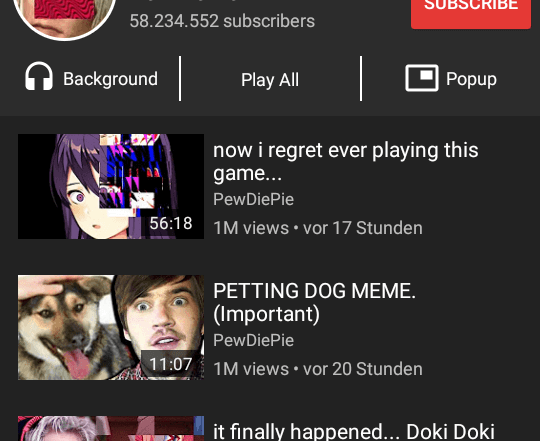 58.234.552 subscribers
SUBSCRIBE
Background
Play All
Popup
now i regret ever playing this
game...
PewDiePie
1M views • vor 17 Stunden
56:18
PETTING DOG MEME.
(Important)
PewDiePie
1M views • vor 20 Stunden
11:07
it finally happened... Doki Doki